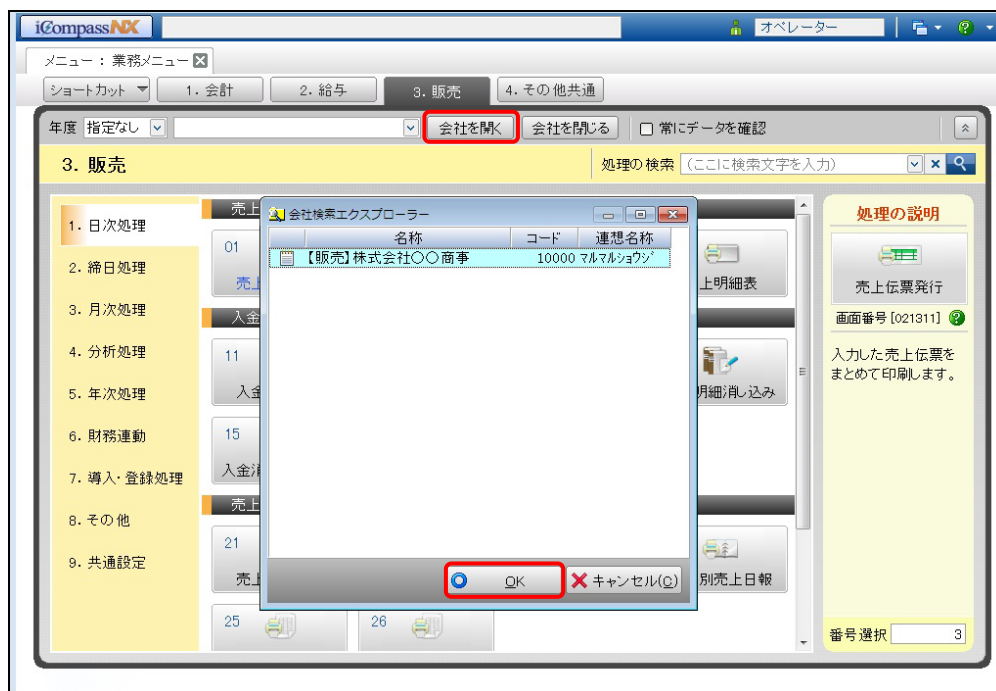 iCompassNX
オペレーター
メニュー : 業務メニュー
ショートカット
1. 会計
2. 給与
3. 販売
4. その他共通
年度 指定なし
会社を開く
会社を閉じる
常にデータを確認
3. 販売
処理の検索 (ここに検索文字を入力)
1. 日次処理
2. 締日処理
3. 月次処理
4. 分析処理
5. 年次処理
6. 財務連動
7. 導入・登録処理
8. その他
9. 共通設定
売上
01
売上
上明細表
入金
11
入金
明細消し込み
15
入金消
売上
21
売上
別売上日報
25
26
会社検索エクスプローラー
名称 コード 連想名称
【販売】株式会社〇〇商事 10000 マルマルショウジ
OK
キャンセル(C)
処理の説明
売上伝票発行
画面番号 [021311]
入力した売上伝票を
まとめて印刷します。
番号選択 3